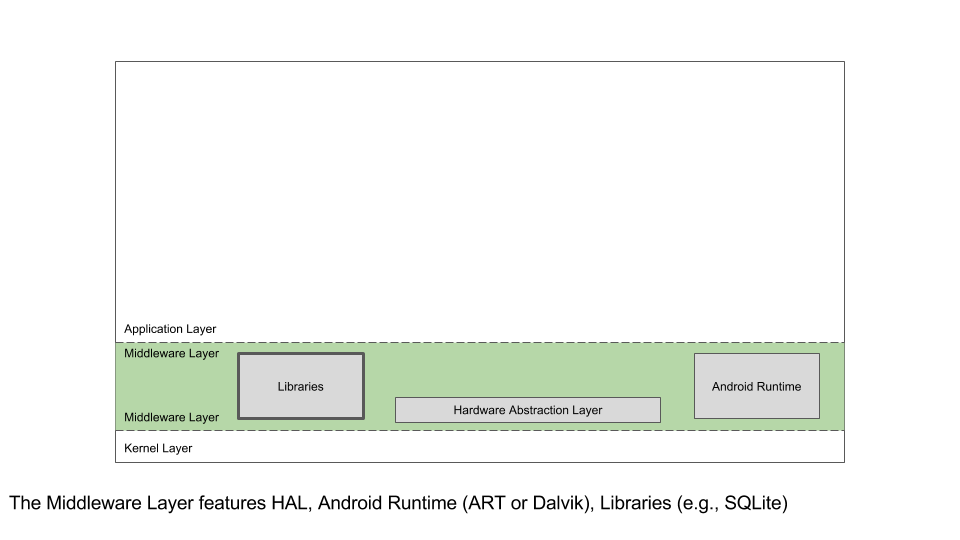 Application Layer
Middleware Layer
Libraries
Android Runtime
Hardware Abstraction Layer
Middleware Layer
Kernel Layer
The Middleware Layer features HAL, Android Runtime (ART or Dalvik), Libraries (e.g., SQLite)